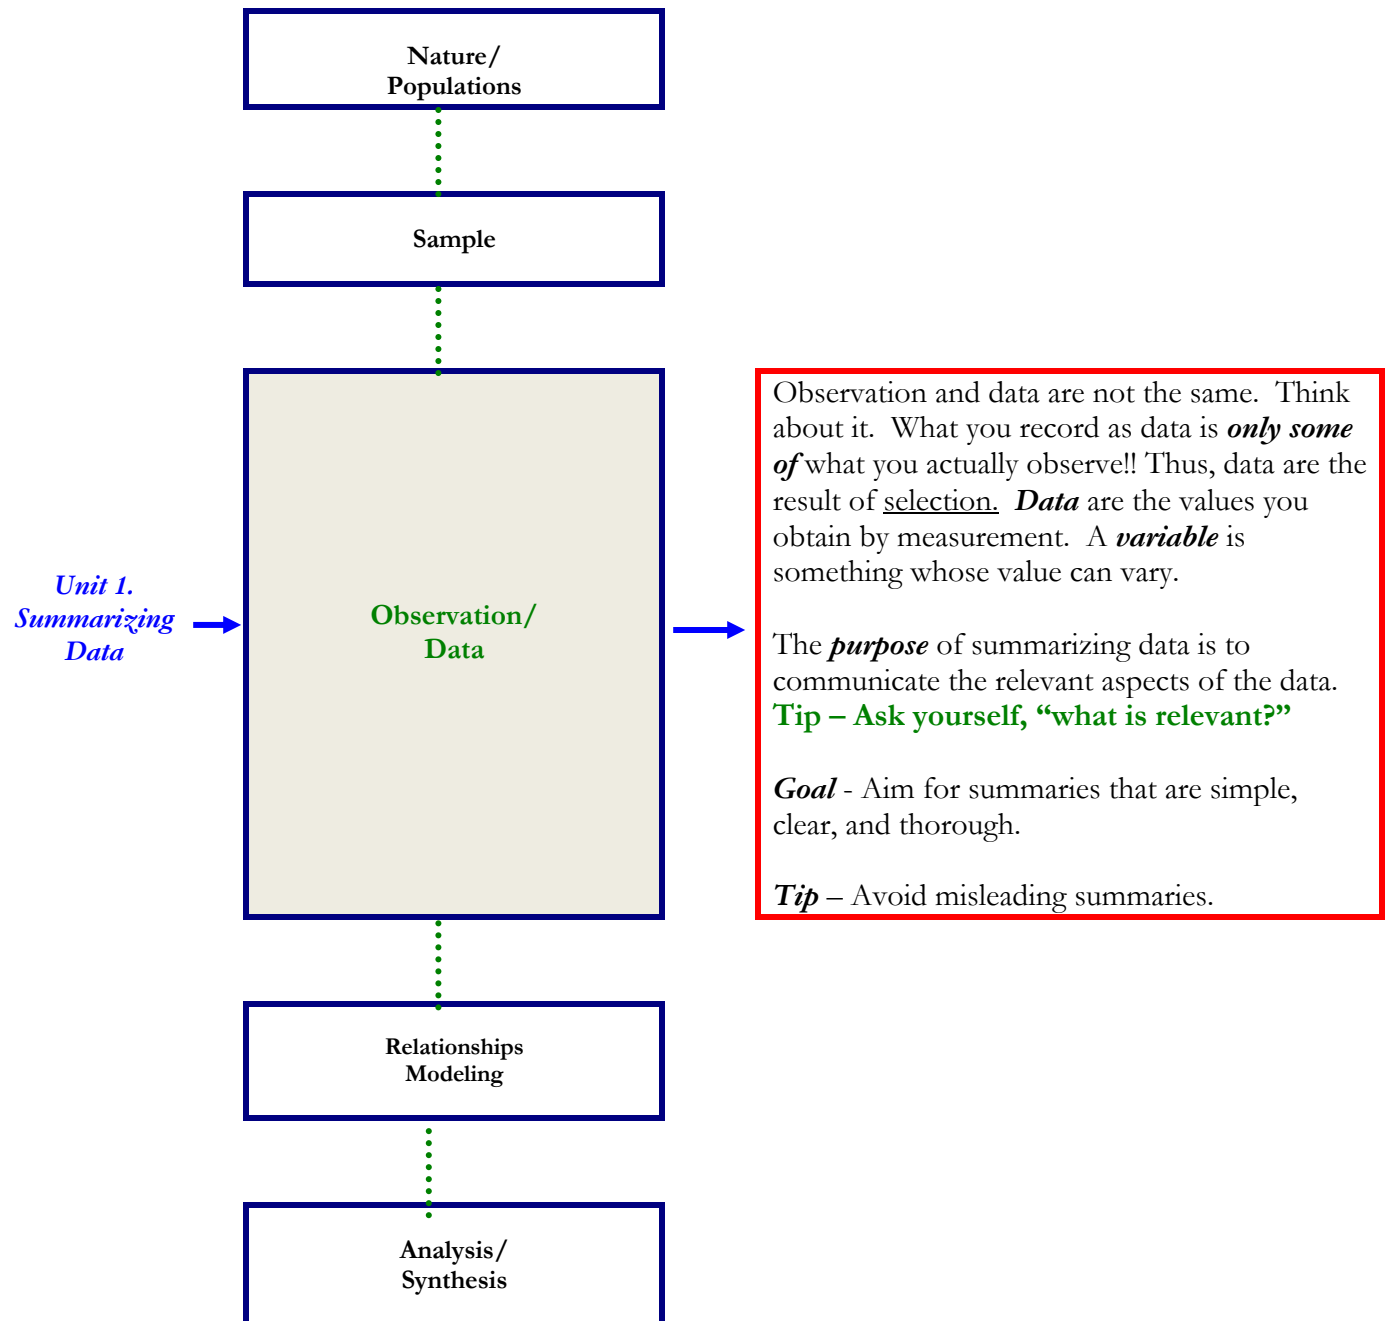 Nature/
Populations
Sample
Unit 1.
Summarizing
Data
Observation/
Data
Observation and data are not the same.  Think
about it.  What you record as data is only some
of what you actually observe!! Thus, data are the
result of selection.  Data are the values you
obtain by measurement.  A variable is
something whose value can vary.
The purpose of summarizing data is to
communicate the relevant aspects of the data.
Tip – Ask yourself, “what is relevant?”
Goal - Aim for summaries that are simple,
clear, and thorough.
Tip – Avoid misleading summaries.
Relationships
Modeling
Analysis/
Synthesis